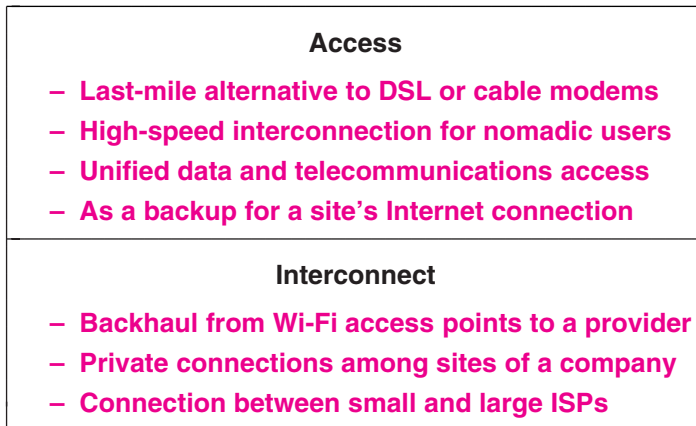 Access
– Last-mile alternative to DSL or cable modems
– High-speed interconnection for nomadic users
– Unified data and telecommunications access
– As a backup for a site’s Internet connection
Interconnect
– Backhaul from Wi-Fi access points to a provider
– Private connections among sites of a company
– Connection between small and large ISPs